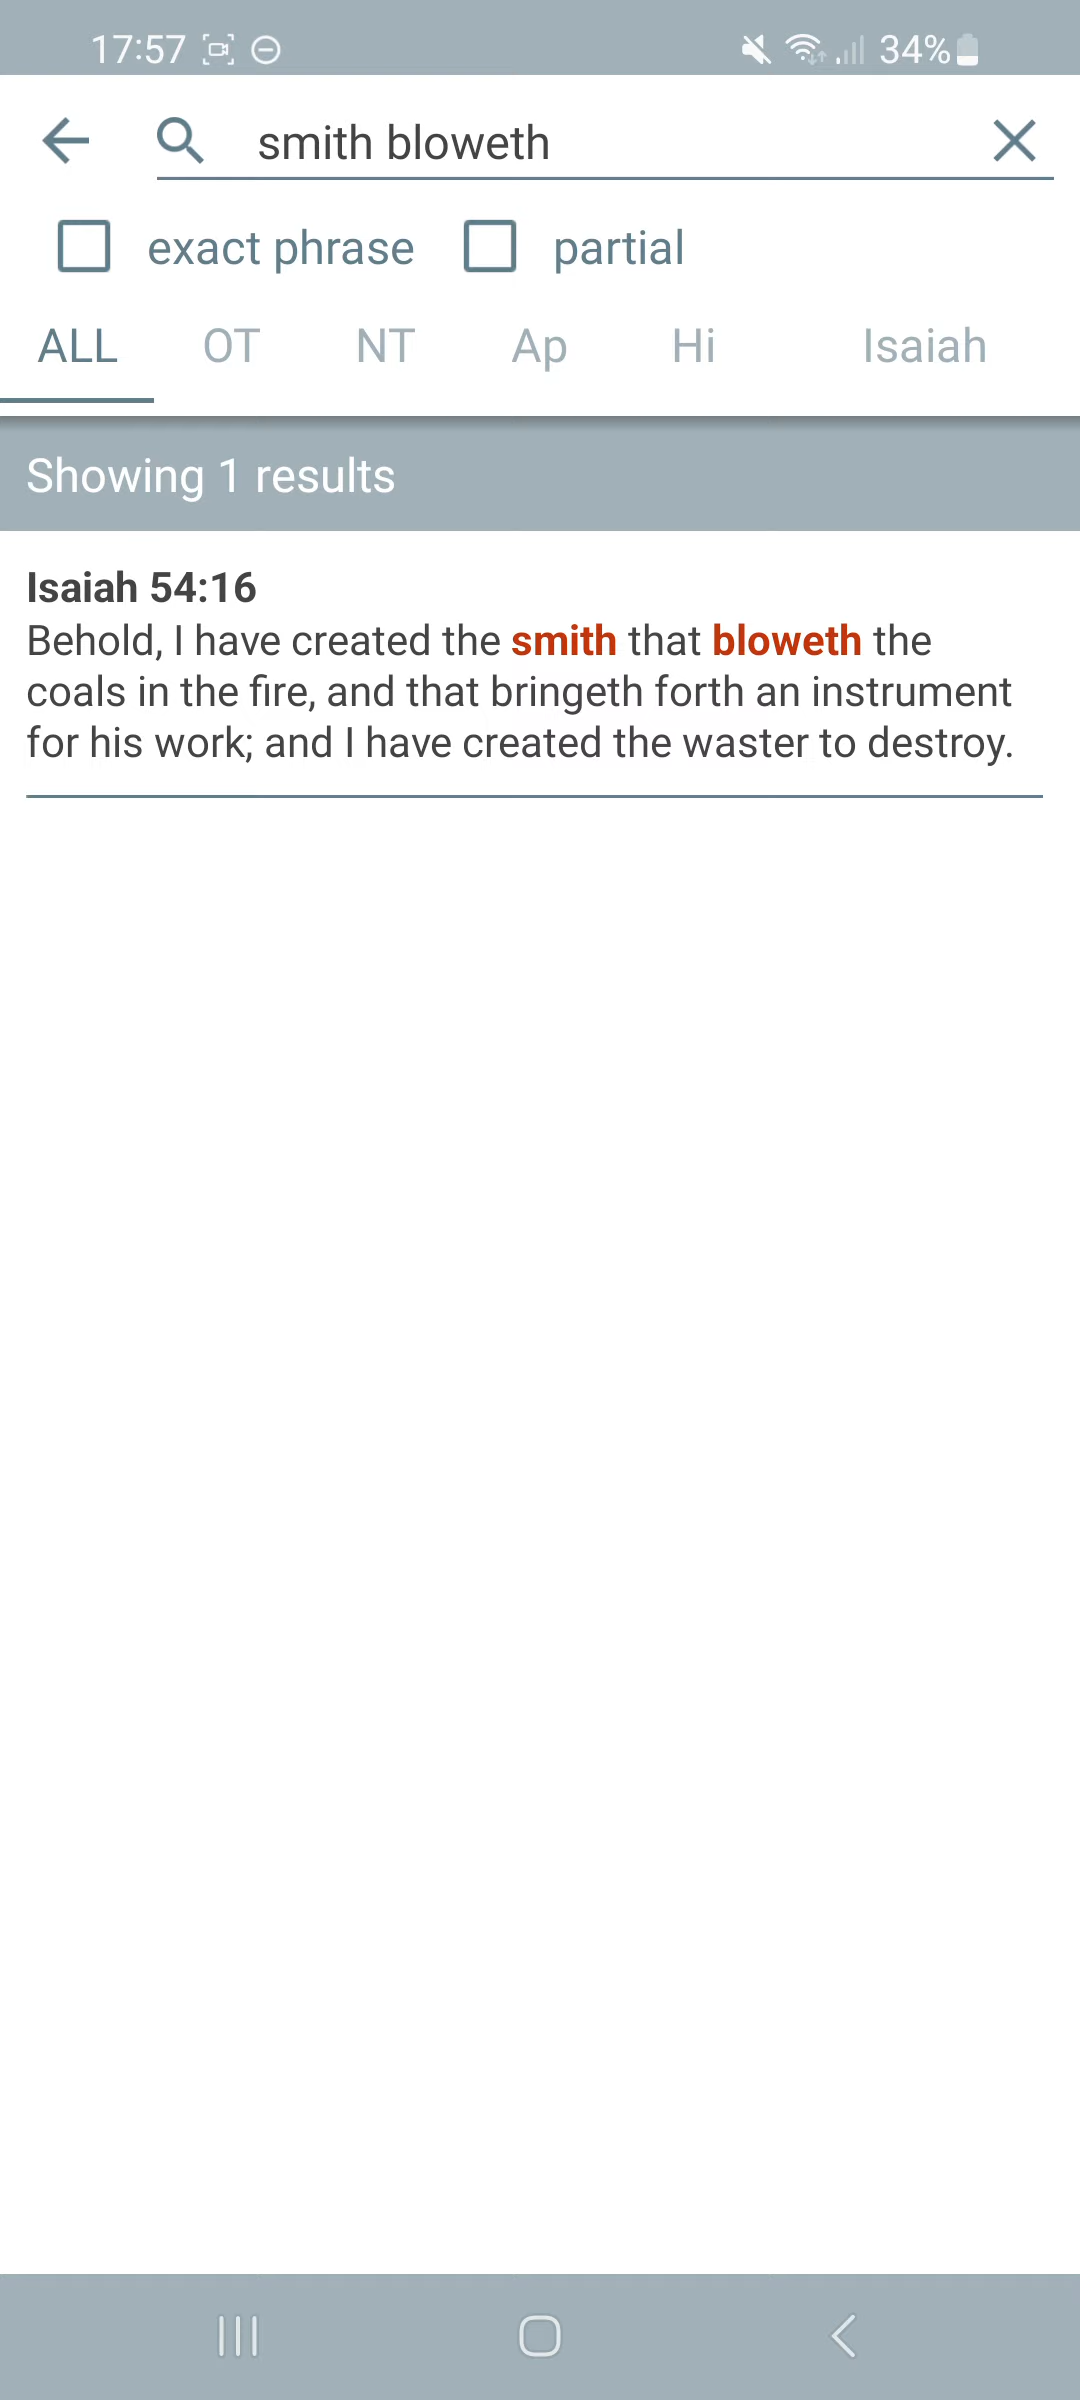 17:57 34%
smith bloweth
exact phrase partial
ALL OT NT Ap Hi Isaiah
Showing 1 results
Isaiah 54:16
Behold, I have created the smith that bloweth the
coals in the fire, and that bringeth forth an instrument
for his work; and I have created the waster to destroy.